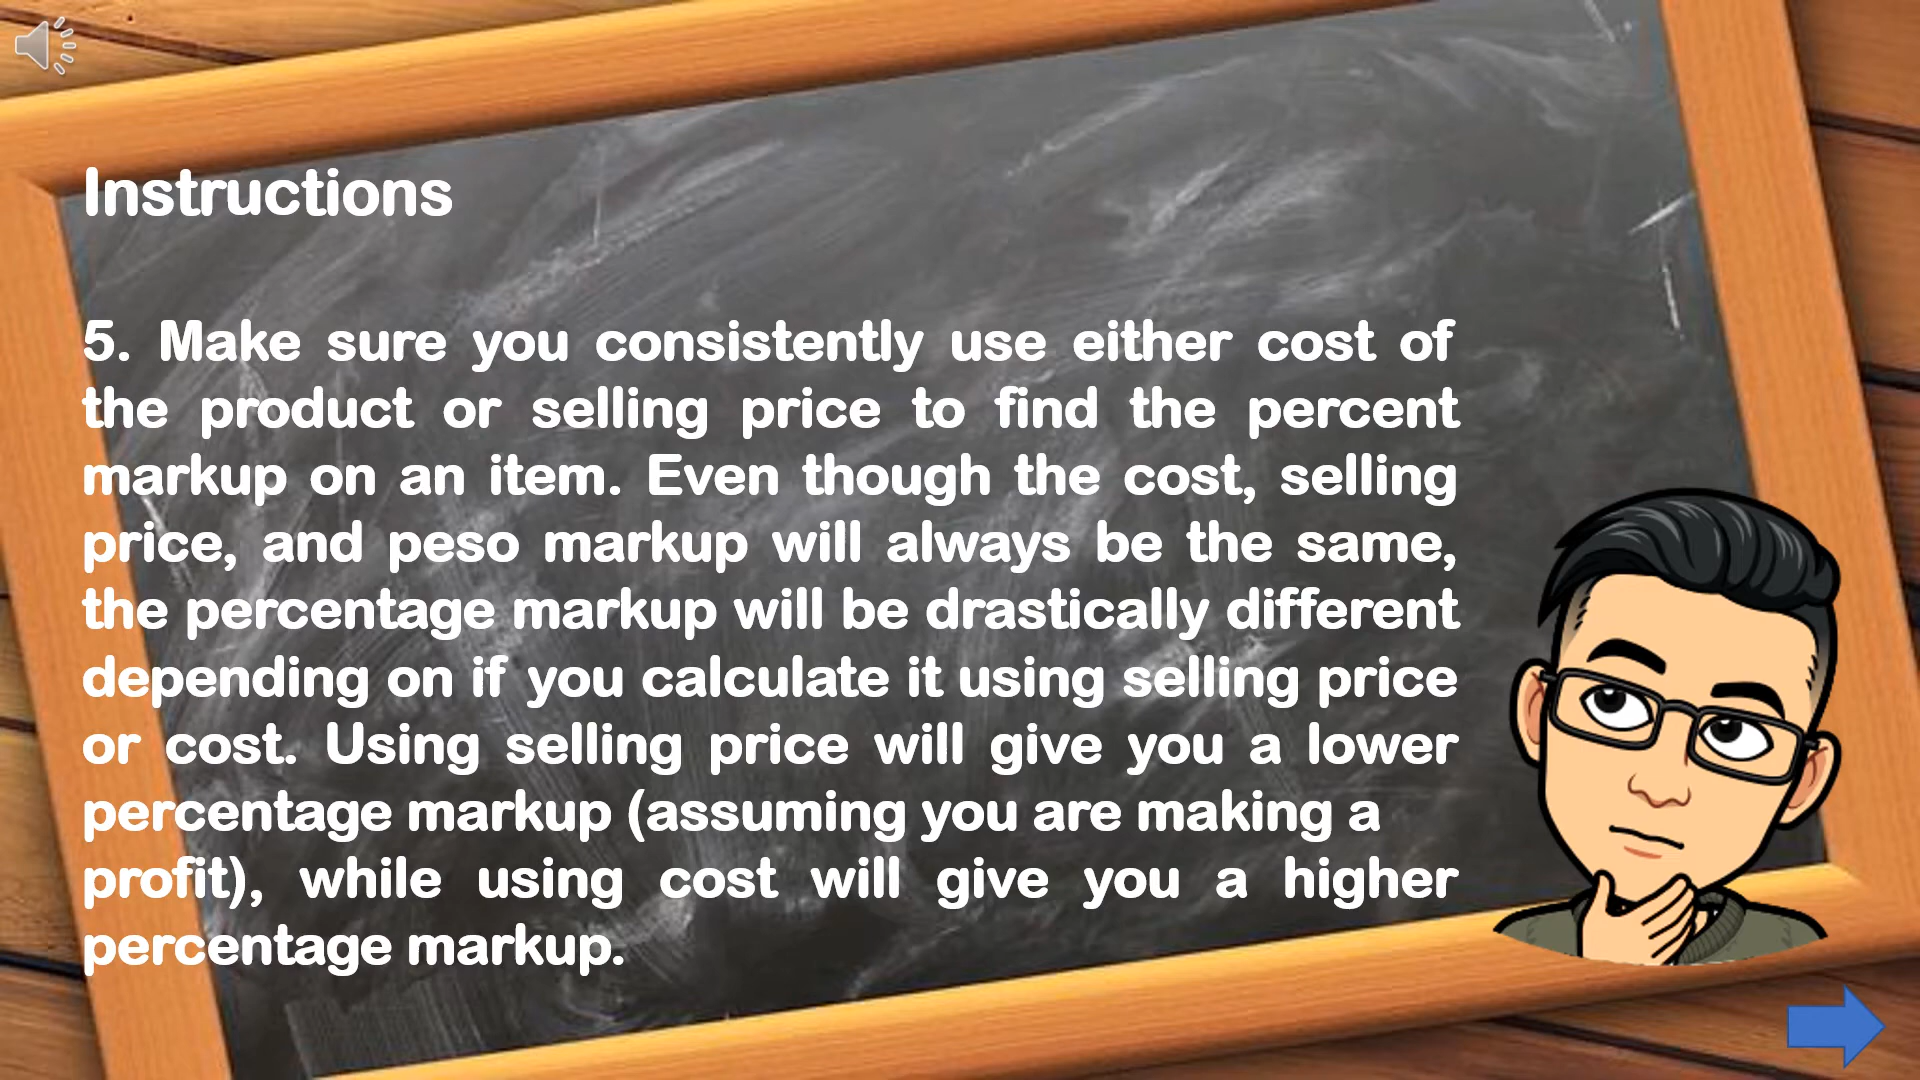 Instructions
5. Make sure you consistently use either cost of
the product or selling price to find the percent
markup on an item. Even though the cost, selling
price, and peso markup will always be the same,
the percentage markup will be drastically different
depending on if you calculate it using selling price
or cost. Using selling price will give you a lower
percentage markup (assuming you are making a
profit), while using cost will give you a higher
percentage markup.